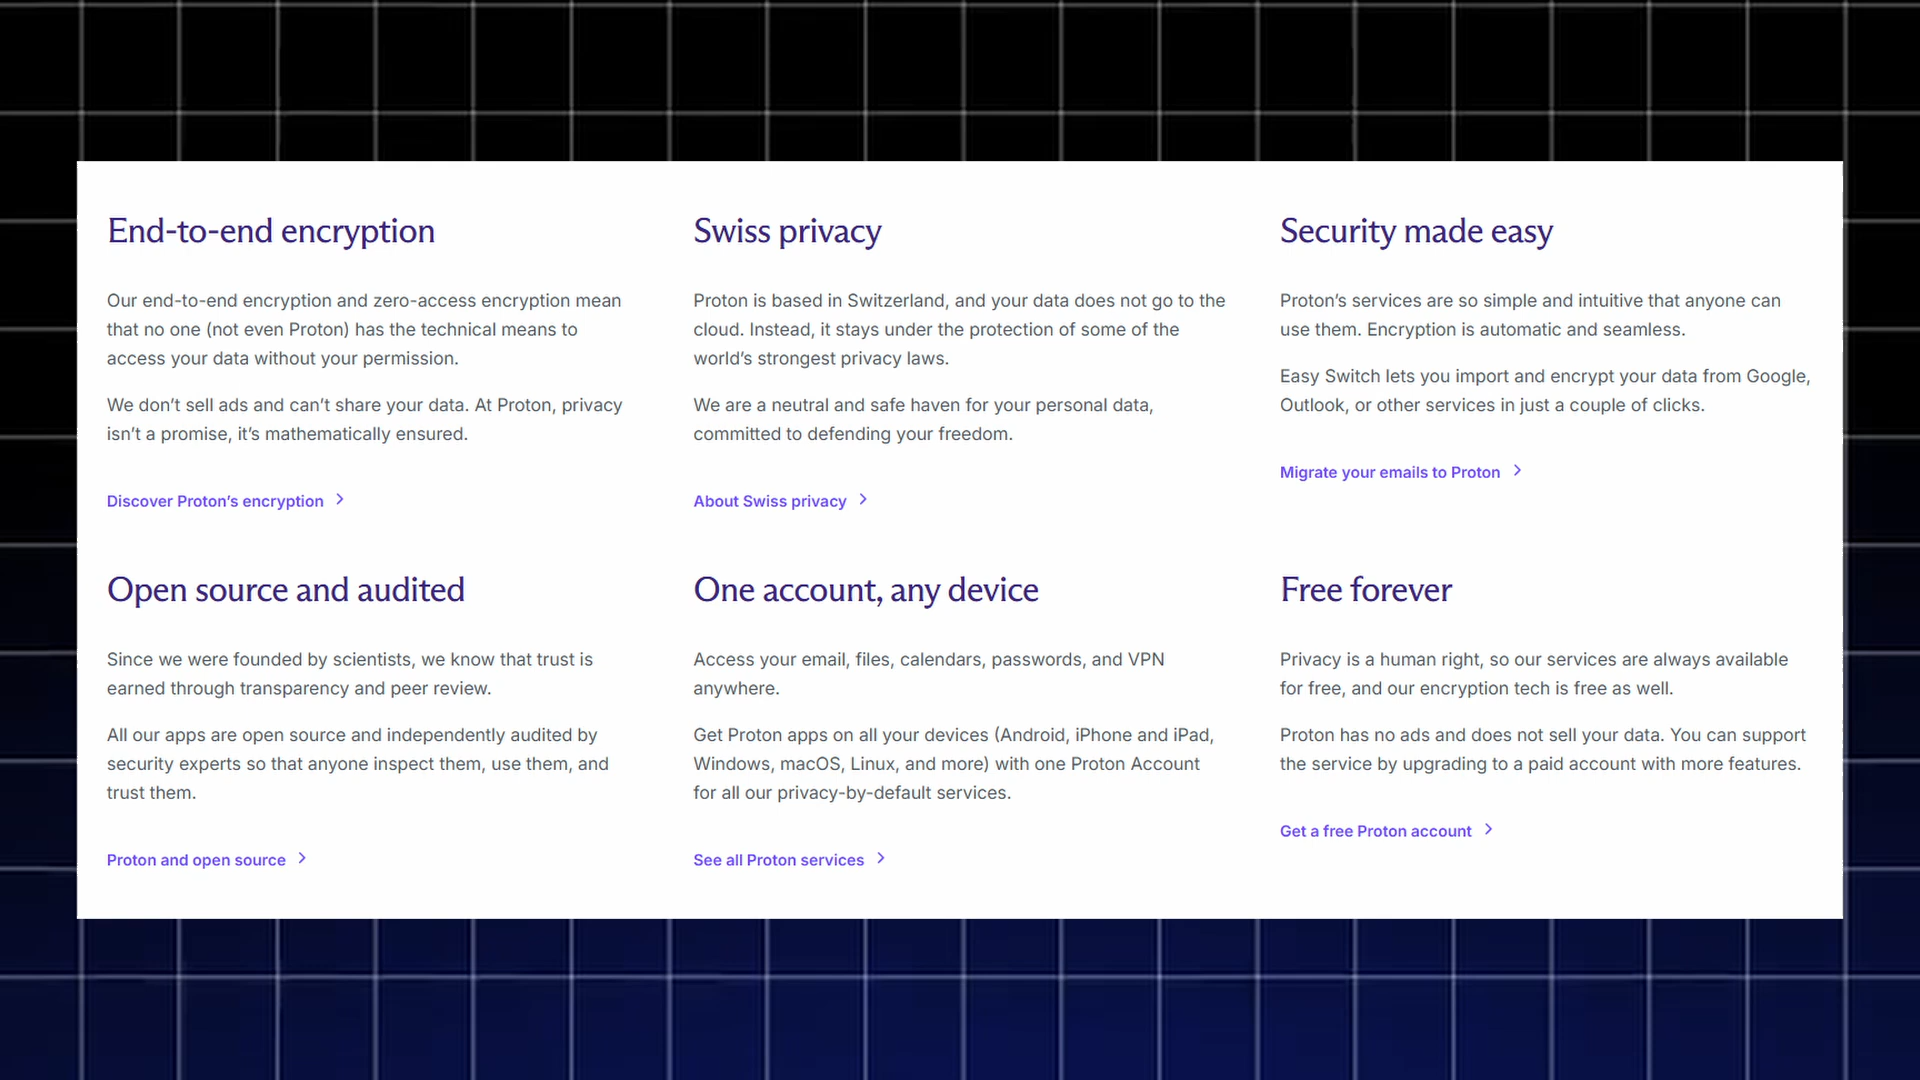 End-to-end encryption
Our end-to-end encryption and zero-access encryption mean
that no one (not even Proton) has the technical means to
access your data without your permission.
We don’t sell ads and can’t share your data. At Proton, privacy
isn’t a promise, it’s mathematically ensured.
Discover Proton’s encryption
Swiss privacy
Proton is based in Switzerland, and your data does not go to the
cloud. Instead, it stays under the protection of some of the
world’s strongest privacy laws.
We are a neutral and safe haven for your personal data,
committed to defending your freedom.
About Swiss privacy
Security made easy
Proton’s services are so simple and intuitive that anyone can
use them. Encryption is automatic and seamless.
Easy Switch lets you import and encrypt your data from Google,
Outlook, or other services in just a couple of clicks.
Migrate your emails to Proton
Open source and audited
Since we were founded by scientists, we know that trust is
earned through transparency and peer review.
All our apps are open source and independently audited by
security experts so that anyone inspect them, use them, and
trust them.
Proton and open source
One account, any device
Access your email, files, calendars, passwords, and VPN
anywhere.
Get Proton apps on all your devices (Android, iPhone and iPad,
Windows, macOS, Linux, and more) with one Proton Account
for all our privacy-by-default services.
See all Proton services
Free forever
Privacy is a human right, so our services are always available
for free, and our encryption tech is free as well.
Proton has no ads and does not sell your data. You can support
the service by upgrading to a paid account with more features.
Get a free Proton account